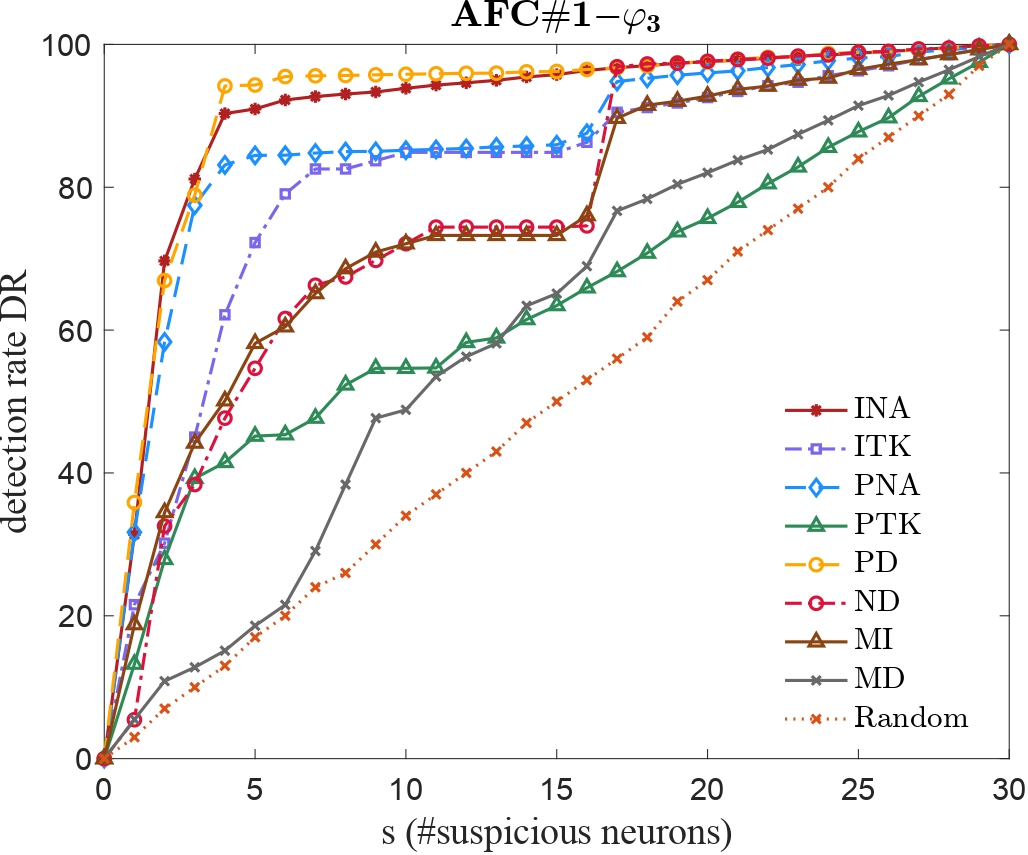 AFC#1−φ₃
detection rate DR
100
80
60
40
20
0
0 5 10 15 20 25 30
s (#suspicious neurons)
INA
ITK
PNA
PTK
PD
ND
MI
MD
Random